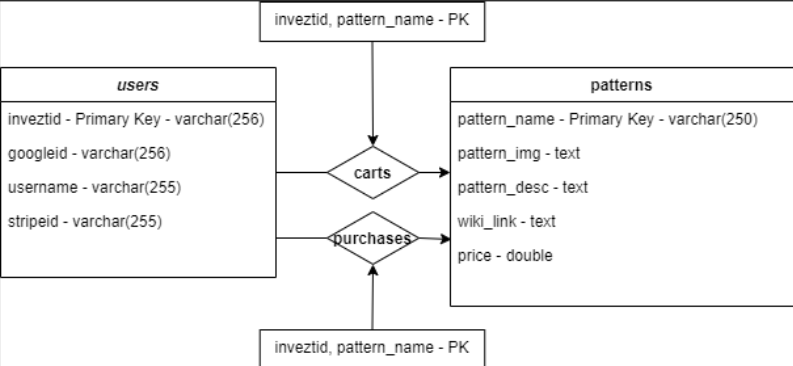 inveztid, pattern_name - PK
users
inveztid - Primary Key - varchar(256)
googleid - varchar(256)
username - varchar(255)
stripeid - varchar(255)
carts
purchases
patterns
pattern_name - Primary Key - varchar(250)
pattern_img - text
pattern_desc - text
wiki_link - text
price - double
inveztid, pattern_name - PK